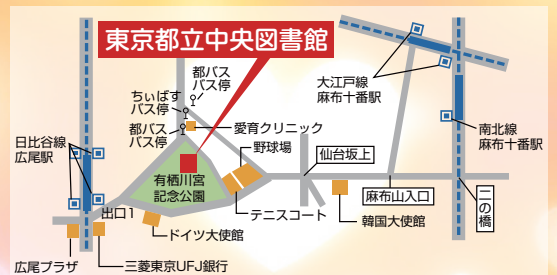 東京都立中央図書館
都バス
バス停
ちぃばす
バス停
都バス
バス停
愛育クリニック
大江戸線
麻布十番駅
日比谷線
広尾駅
野球場
仙台坂上
南北線
麻布十番駅
有栖川宮
記念公園
麻布山入口
二の橋
出口1
テニスコート
韓国大使館
ドイツ大使館
広尾プラザ
三菱東京UFJ銀行